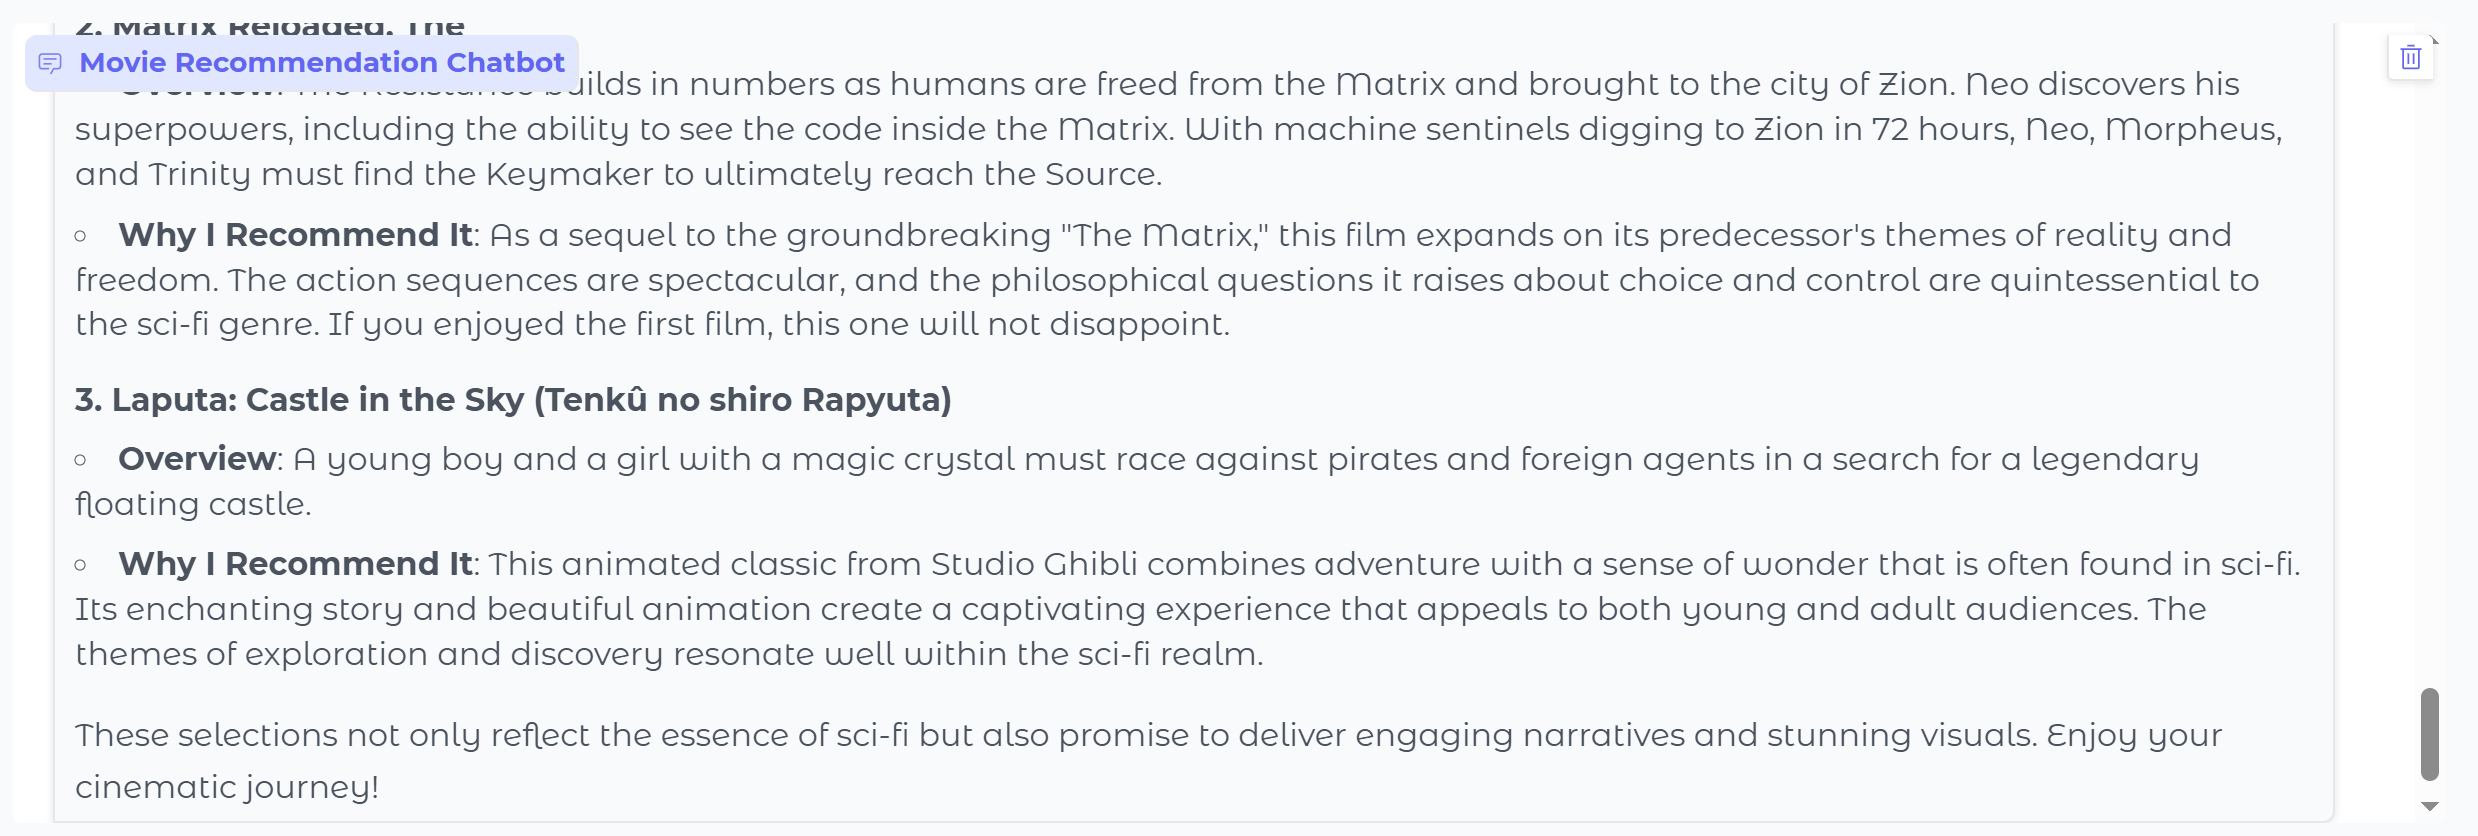 2. Matrix Reloaded, The
Movie Recommendation Chatbot
Overview: The Resistance builds in numbers as humans are freed from the Matrix and brought to the city of Zion. Neo discovers his
superpowers, including the ability to see the code inside the Matrix. With machine sentinels digging to Zion in 72 hours, Neo, Morpheus,
and Trinity must find the Keymaker to ultimately reach the Source.
◦ Why I Recommend It: As a sequel to the groundbreaking "The Matrix," this film expands on its predecessor's themes of reality and
freedom. The action sequences are spectacular, and the philosophical questions it raises about choice and control are quintessential to
the sci-fi genre. If you enjoyed the first film, this one will not disappoint.
3. Laputa: Castle in the Sky (Tenkû no shiro Rapyuta)
◦ Overview: A young boy and a girl with a magic crystal must race against pirates and foreign agents in a search for a legendary
floating castle.
◦ Why I Recommend It: This animated classic from Studio Ghibli combines adventure with a sense of wonder that is often found in sci-fi.
Its enchanting story and beautiful animation create a captivating experience that appeals to both young and adult audiences. The
themes of exploration and discovery resonate well within the sci-fi realm.
These selections not only reflect the essence of sci-fi but also promise to deliver engaging narratives and stunning visuals. Enjoy your
cinematic journey!